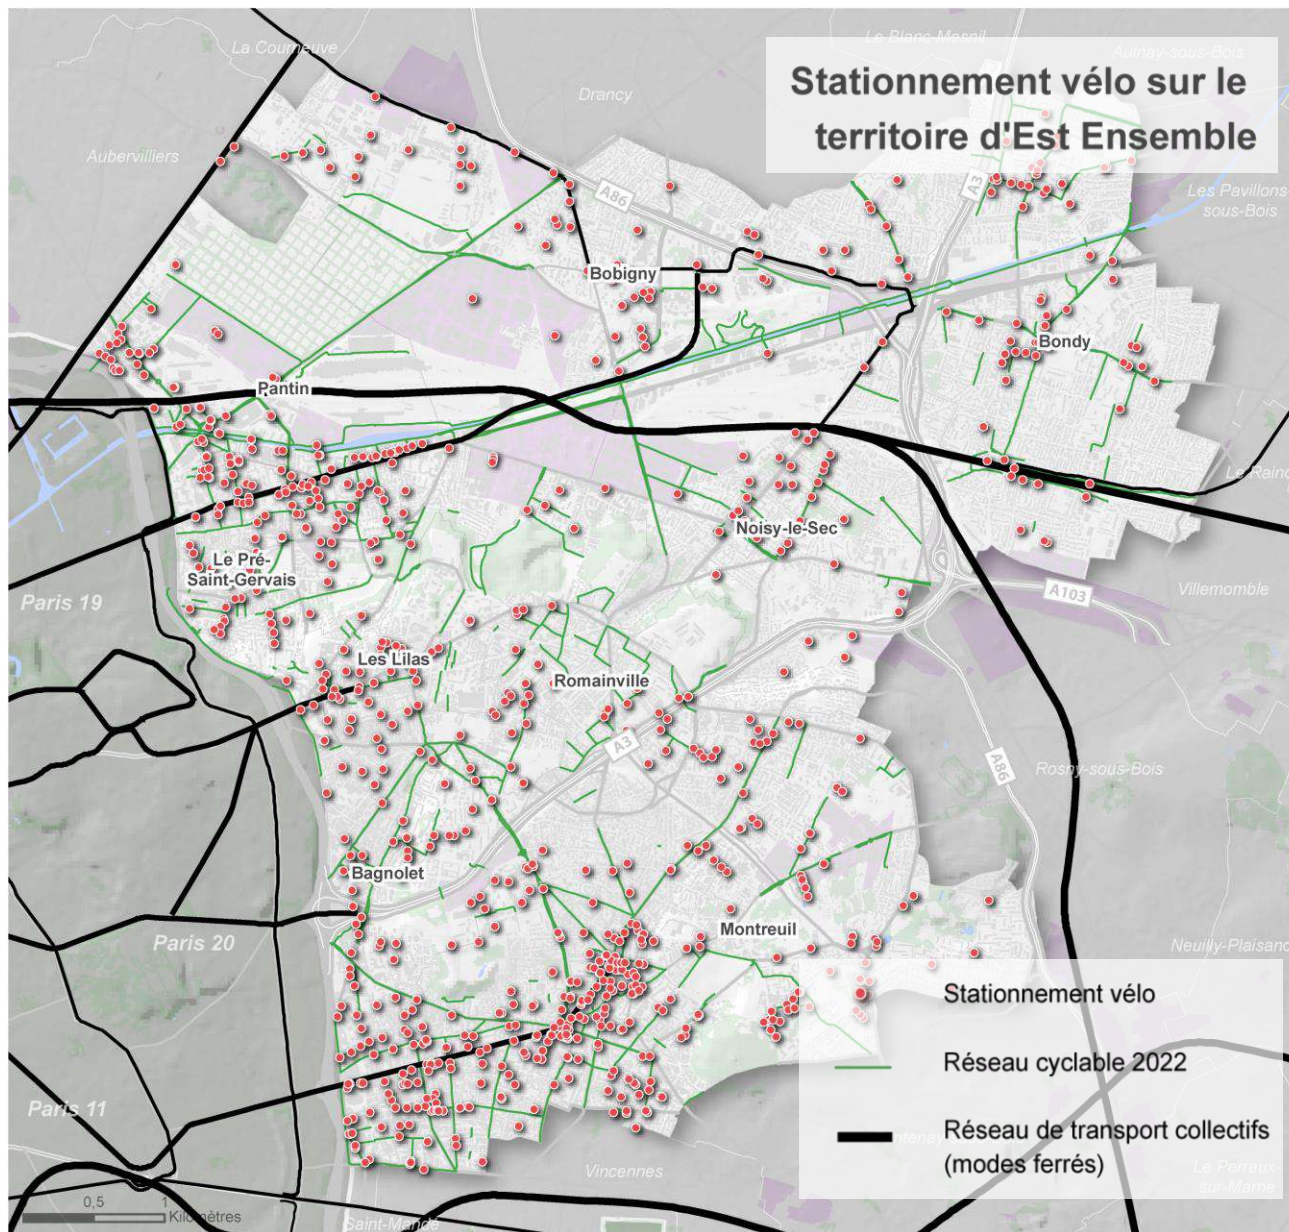 Stationnement vélo sur le
territoire d'Est Ensemble
La Courneuve
Le Blanc Mesnil
Aulnay-sous-Bois
Drancy
Aubervilliers
A86
A3
Les Pavillons-
sous-Bois
Bobigny
Bondy
Pantin
Le Rainc
Noisy-le-Sec
Le Pré-
Saint-Gervais
Paris 19
A103
Villemomble
Les Lilas
Romainville
A3
A86
Rosny-sous-Bois
Bagnolet
Montreuil
Paris 20
Neuilly-Plaisanc
Stationnement vélo
Réseau cyclable 2022
Paris 11
Réseau de transport collectifs
(modes ferrés)
Vincennes
Le Perreux-
sur-Marne
0,5 1
Kilomètres
Saint-Mandé